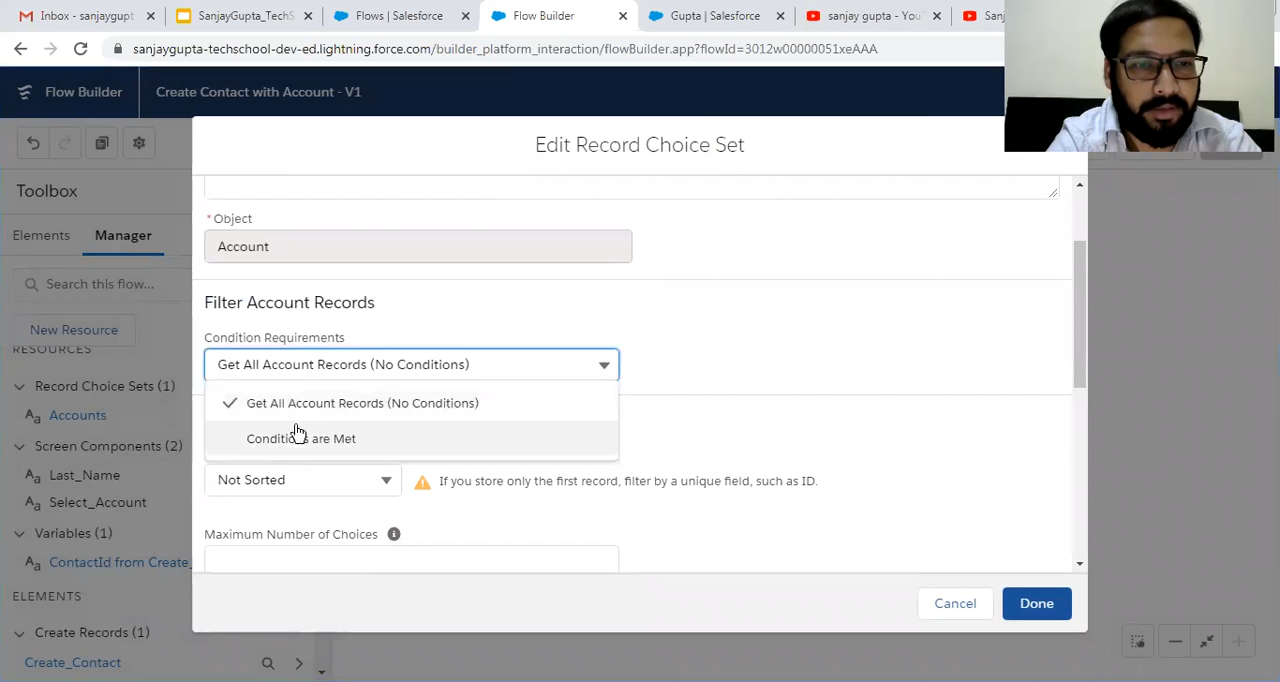 Inbox - sanjaygupt
SanjayGupta_TechS
Flows | Salesforce
Flow Builder
Gupta | Salesforce
sanjay gupta - You
San
sanjaygupta-techschool-dev-ed.lightning.force.com/builder_platform_interaction/flowBuilder.app?flowId=3012w00000051xeAAA
Flow Builder
Create Contact with Account - V1
Toolbox
Elements
Manager
Search this flow...
New Resource
RESOURCES
Record Choice Sets (1)
Accounts
Screen Components (2)
Last_Name
Select_Account
Variables (1)
ContactId from Create_
ELEMENTS
Create Records (1)
Create_Contact
Edit Record Choice Set
* Object
Account
Filter Account Records
Condition Requirements
Get All Account Records (No Conditions)
Get All Account Records (No Conditions)
Conditions are Met
Not Sorted
If you store only the first record, filter by a unique field, such as ID.
Maximum Number of Choices
Cancel
Done